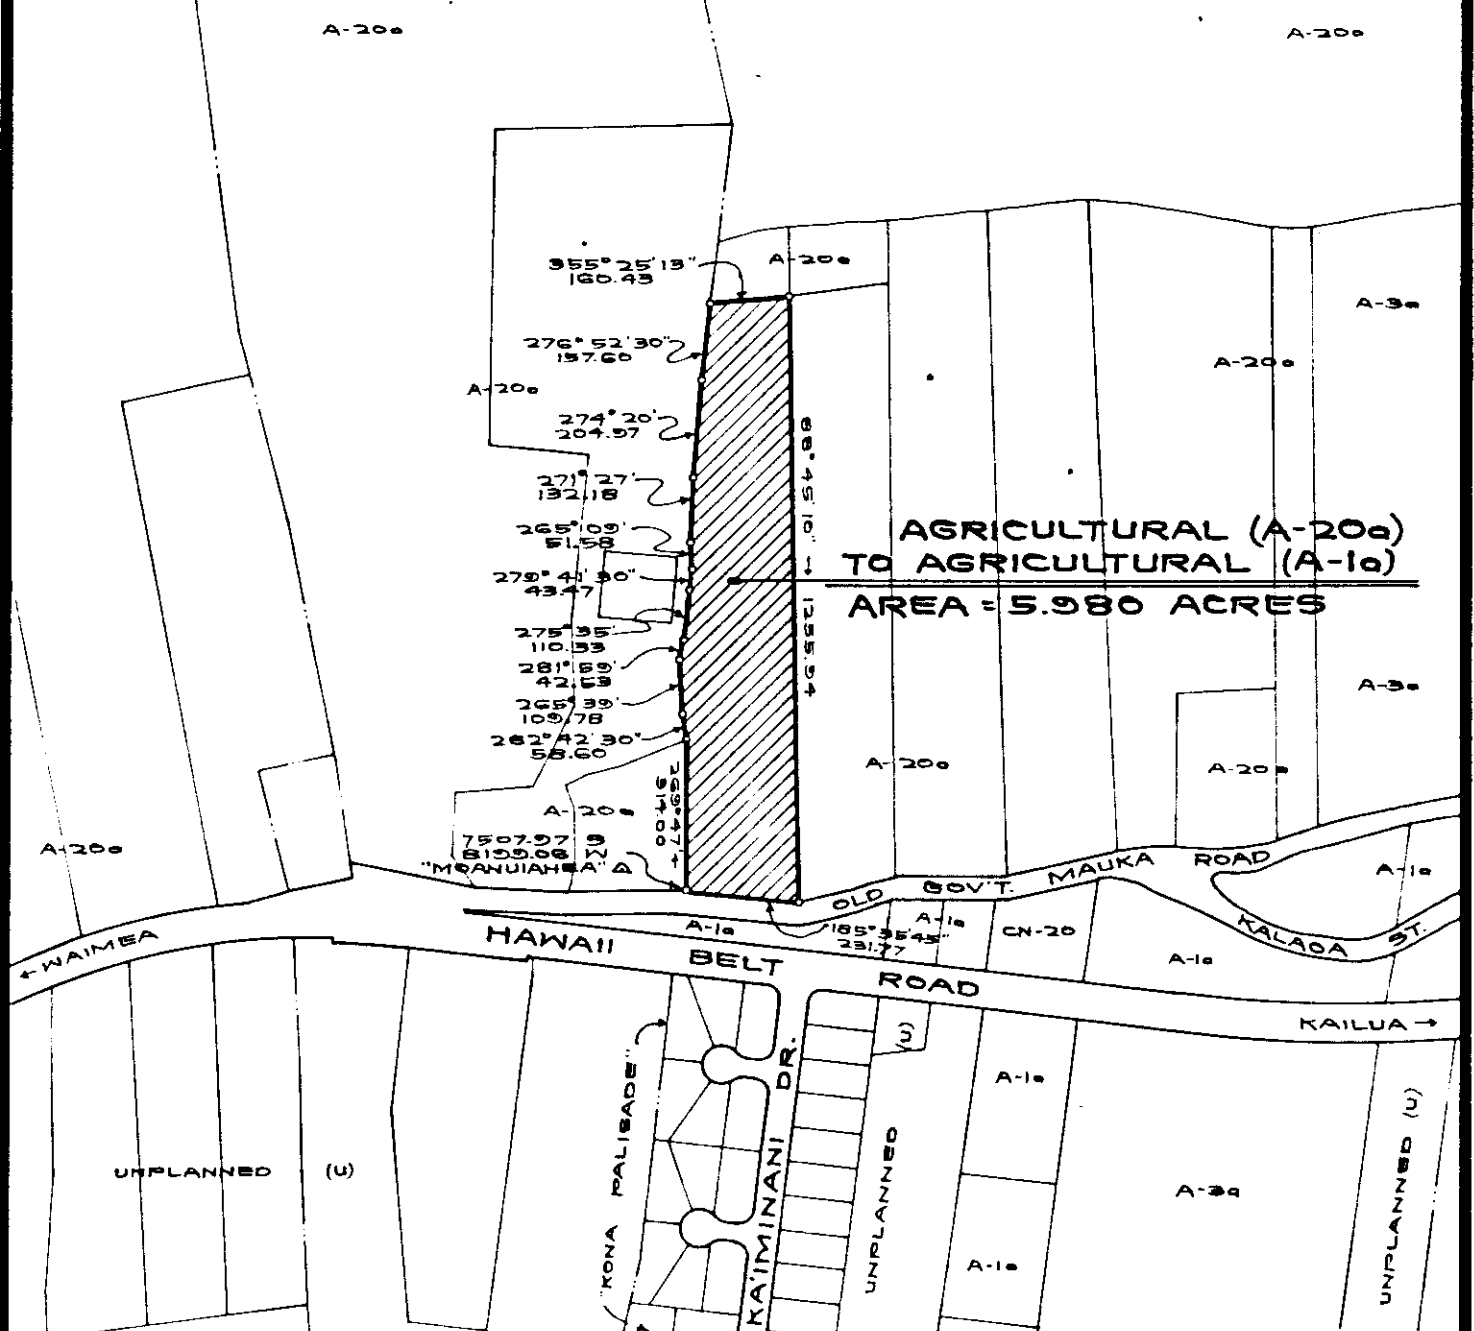 A-20a
A-20a
355° 25' 13"
160.43
A-20a
A-3a
276° 52' 30"
157.60
A-20a
A-20a
274° 20'
204.97
271° 27'
132.18
88° 45' 10" →
1255.94
265° 09'
51.58
AGRICULTURAL (A-20a)
TO AGRICULTURAL (A-1a)
AREA = 5.980 ACRES
279° 41' 30"
43.47
275° 35'
110.33
281° 59'
42.53
265° 39'
109.78
A-3a
282° 42' 30"
58.60
A-20a
A-20a
269° 47' →
A-20a
7507.97 S
8199.08 W
"MOANUIAHEA" Δ
A-20a
MAUKA ROAD
OLD GOV'T.
A-1a
KALAOA ST.
A-1a
A-1a
185° 35' 45"
231.77
CN-20
A-1a
← WAIMEA
HAWAII BELT ROAD
KAILUA →
(U)
A-1a
UNPLANNED (U)
"KONA PALISADE"
KA'IMINANI DR.
UNPLANNED
A-3a
A-1a
UNPLANNED (U)